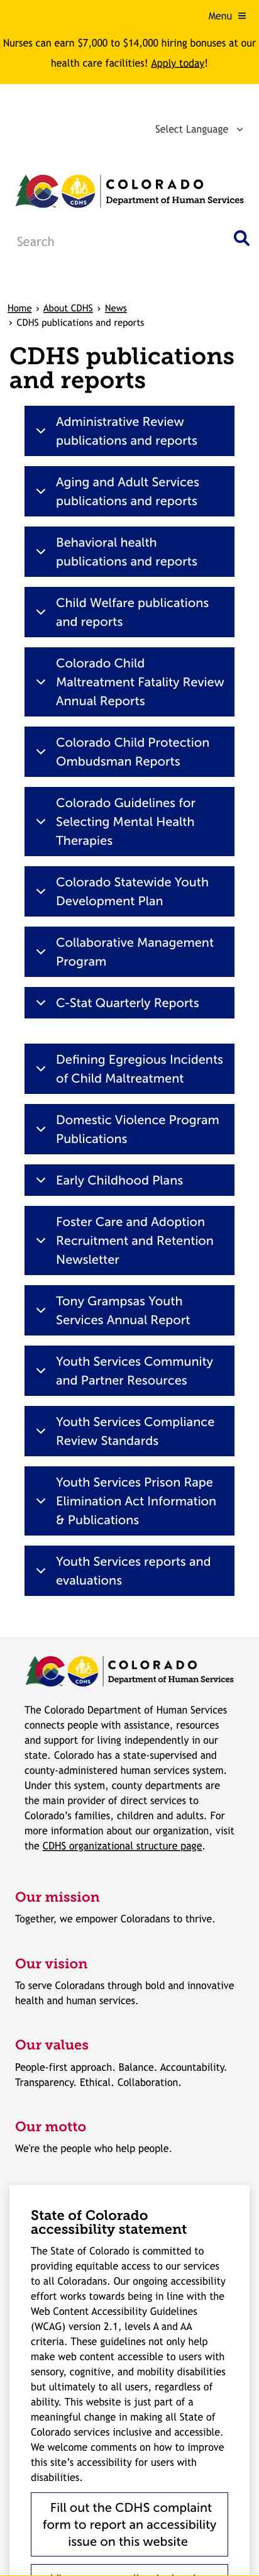 Menu
Nurses can earn $7,000 to $14,000 hiring bonuses at our
health care facilities! Apply today!
Select Language
CDHS
COLORADO
Department of Human Services
Search
Home › About CDHS › News
› CDHS publications and reports
CDHS publications
and reports
Administrative Review
publications and reports
Aging and Adult Services
publications and reports
Behavioral health
publications and reports
Child Welfare publications
and reports
Colorado Child
Maltreatment Fatality Review
Annual Reports
Colorado Child Protection
Ombudsman Reports
Colorado Guidelines for
Selecting Mental Health
Therapies
Colorado Statewide Youth
Development Plan
Collaborative Management
Program
C-Stat Quarterly Reports
Defining Egregious Incidents
of Child Maltreatment
Domestic Violence Program
Publications
Early Childhood Plans
Foster Care and Adoption
Recruitment and Retention
Newsletter
Tony Grampsas Youth
Services Annual Report
Youth Services Community
and Partner Resources
Youth Services Compliance
Review Standards
Youth Services Prison Rape
Elimination Act Information
& Publications
Youth Services reports and
evaluations
CDHS
COLORADO
Department of Human Services
The Colorado Department of Human Services
connects people with assistance, resources
and support for living independently in our
state. Colorado has a state-supervised and
county-administered human services system.
Under this system, county departments are
the main provider of direct services to
Colorado’s families, children and adults. For
more information about our organization, visit
the CDHS organizational structure page.
Our mission
Together, we empower Coloradans to thrive.
Our vision
To serve Coloradans through bold and innovative
health and human services.
Our values
People-first approach. Balance. Accountability.
Transparency. Ethical. Collaboration.
Our motto
We're the people who help people.
State of Colorado
accessibility statement
The State of Colorado is committed to
providing equitable access to our services
to all Coloradans. Our ongoing accessibility
effort works towards being in line with the
Web Content Accessibility Guidelines
(WCAG) version 2.1, levels A and AA
criteria. These guidelines not only help
make web content accessible to users with
sensory, cognitive, and mobility disabilities
but ultimately to all users, regardless of
ability. This website is just part of a
meaningful change in making all State of
Colorado services inclusive and accessible.
We welcome comments on how to improve
this site’s accessibility for users with
disabilities.
Fill out the CDHS complaint
form to report an accessibility
issue on this website